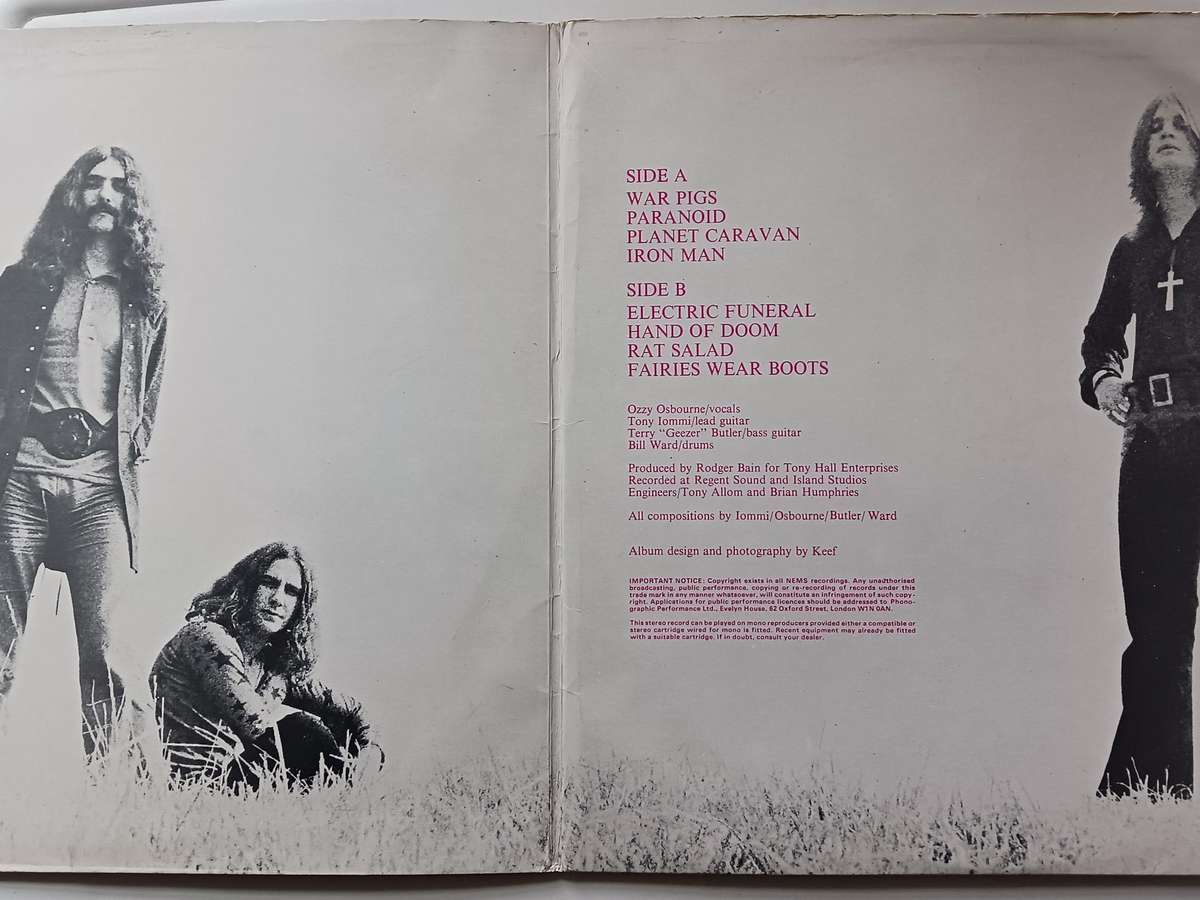 SIDE A
WAR PIGS
PARANOID
PLANET CARAVAN
IRON MAN
SIDE B
ELECTRIC FUNERAL
HAND OF DOOM
RAT SALAD
FAIRIES WEAR BOOTS
Ozzy Osbourne/vocals
Tony Iommi/lead guitar
Terry "Geezer" Butler/bass guitar
Bill Ward/drums
Produced by Rodger Bain for Tony Hall Enterprises
Recorded at Regent Sound and Island Studios
Engineers/Tony Allom and Brian Humphries
All compositions by Iommi/Osbourne/Butler/Ward
Album design and photography by Keef
IMPORTANT NOTICE: Copyright exists in all NEMS recordings. Any unauthorised
broadcasting, public performance, copying or re-recording of records under this
trade mark in any manner whatsoever, will constitute an infringement of such copy-
right. Applications for public performance licences should be addressed to Phono-
graphic Performance Ltd., Evelyn House, 62 Oxford Street, London W1N 0AN.
This stereo record can be played on mono reproducers provided either a compatible or
stereo cartridge wired for mono is fitted. Recent equipment may already be fitted
with a suitable cartridge. If in doubt, consult your dealer.